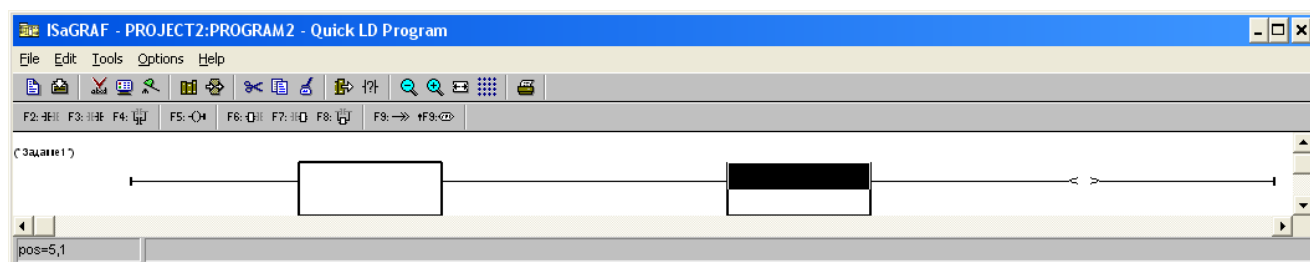 ISaGRAF - PROJECT2:PROGRAM2 - Quick LD Program
File Edit Tools Options Help
F2: F3: F4: F5: F6: F7: F8: F9: ↑F9:
(*Задание1*)
pos=5,1